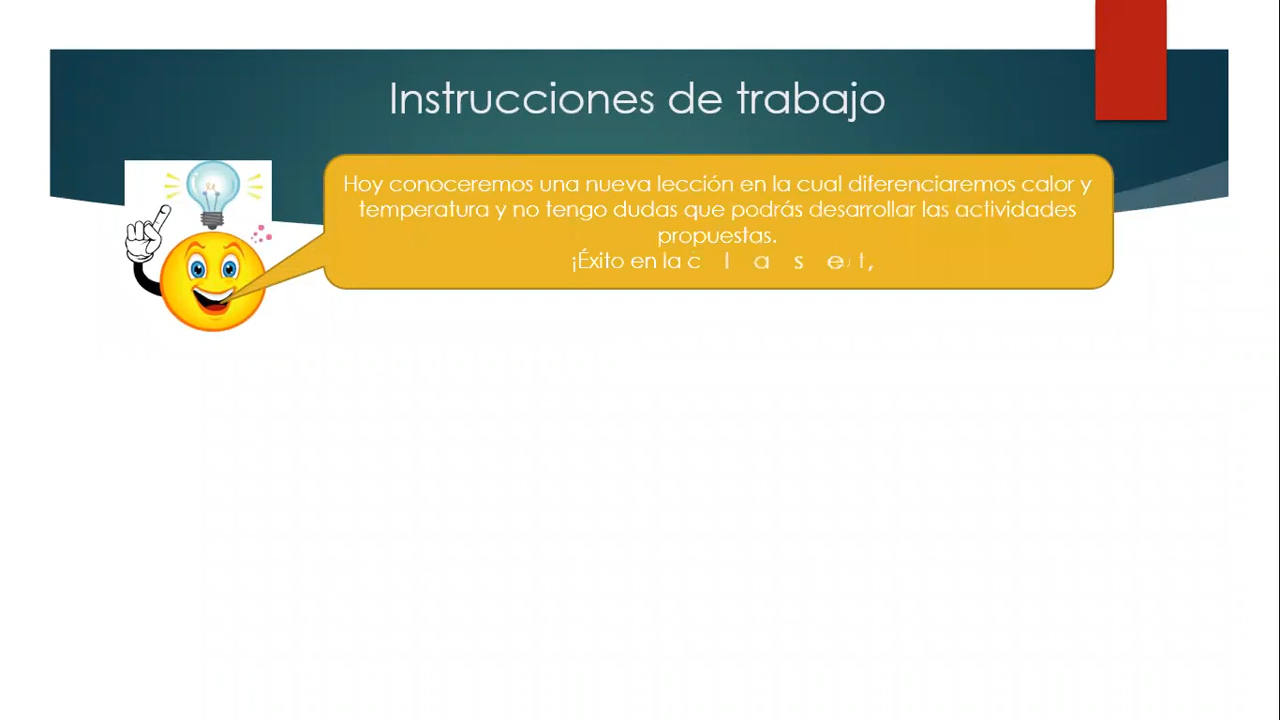 Instrucciones de trabajo
Hoy conoceremos una nueva lección en la cual diferenciaremos calor y
temperatura y no tengo dudas que podrás desarrollar las actividades
propuestas.
¡Éxito en la c l a s e